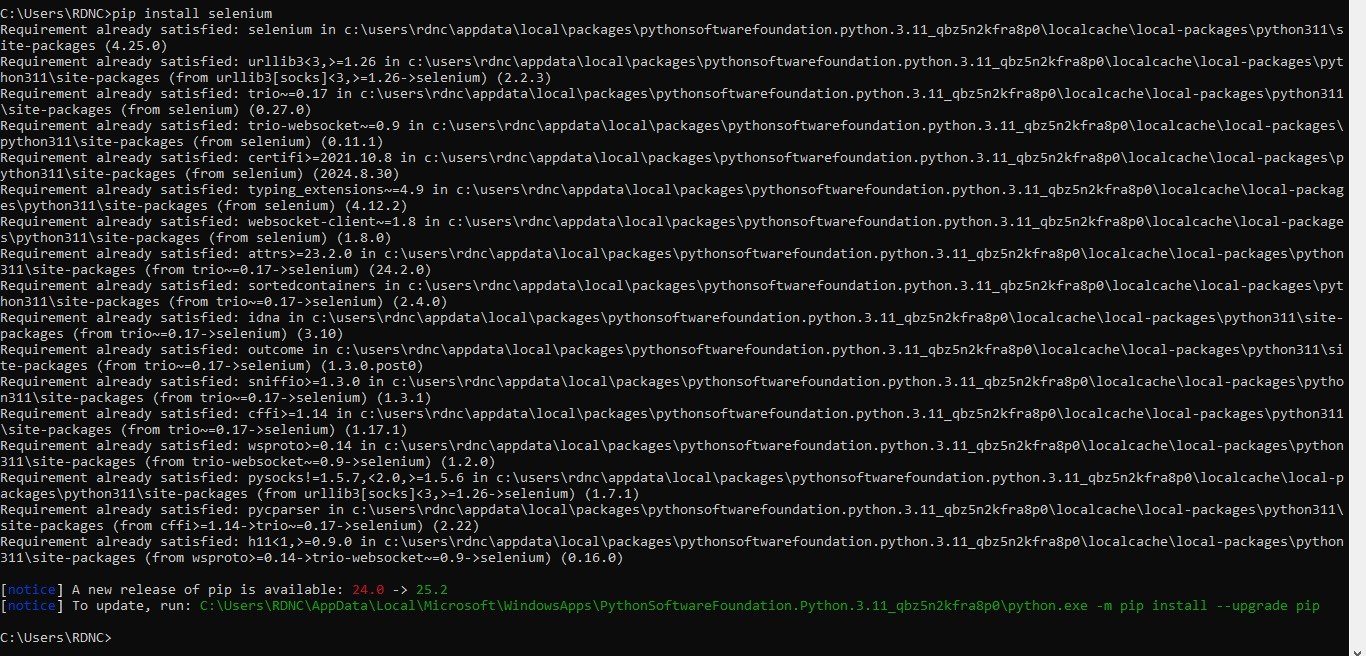 C:\Users\RDNC>pip install selenium
Requirement already satisfied: selenium in c:\users\rdnc\appdata\local\packages\pythonsoftwarefoundation.python.3.11_qbz5n2kfra8p0\localcache\local-packages\python311\s
ite-packages (4.25.0)
Requirement already satisfied: urllib3<3,>=1.26 in c:\users\rdnc\appdata\local\packages\pythonsoftwarefoundation.python.3.11_qbz5n2kfra8p0\localcache\local-packages\pyt
hon311\site-packages (from urllib3[socks]<3,>=1.26->selenium) (2.2.3)
Requirement already satisfied: trio~=0.17 in c:\users\rdnc\appdata\local\packages\pythonsoftwarefoundation.python.3.11_qbz5n2kfra8p0\localcache\local-packages\python311
\site-packages (from selenium) (0.27.0)
Requirement already satisfied: trio-websocket~=0.9 in c:\users\rdnc\appdata\local\packages\pythonsoftwarefoundation.python.3.11_qbz5n2kfra8p0\localcache\local-packages\
python311\site-packages (from selenium) (0.11.1)
Requirement already satisfied: certifi>=2021.10.8 in c:\users\rdnc\appdata\local\packages\pythonsoftwarefoundation.python.3.11_qbz5n2kfra8p0\localcache\local-packages\p
ython311\site-packages (from selenium) (2024.8.30)
Requirement already satisfied: typing_extensions~=4.9 in c:\users\rdnc\appdata\local\packages\pythonsoftwarefoundation.python.3.11_qbz5n2kfra8p0\localcache\local-packag
es\python311\site-packages (from selenium) (4.12.2)
Requirement already satisfied: websocket-client~=1.8 in c:\users\rdnc\appdata\local\packages\pythonsoftwarefoundation.python.3.11_qbz5n2kfra8p0\localcache\local-package
s\python311\site-packages (from selenium) (1.8.0)
Requirement already satisfied: attrs>=23.2.0 in c:\users\rdnc\appdata\local\packages\pythonsoftwarefoundation.python.3.11_qbz5n2kfra8p0\localcache\local-packages\python
311\site-packages (from trio~=0.17->selenium) (24.2.0)
Requirement already satisfied: sortedcontainers in c:\users\rdnc\appdata\local\packages\pythonsoftwarefoundation.python.3.11_qbz5n2kfra8p0\localcache\local-packages\pyt
hon311\site-packages (from trio~=0.17->selenium) (2.4.0)
Requirement already satisfied: idna in c:\users\rdnc\appdata\local\packages\pythonsoftwarefoundation.python.3.11_qbz5n2kfra8p0\localcache\local-packages\python311\site-
packages (from trio~=0.17->selenium) (3.10)
Requirement already satisfied: outcome in c:\users\rdnc\appdata\local\packages\pythonsoftwarefoundation.python.3.11_qbz5n2kfra8p0\localcache\local-packages\python311\si
te-packages (from trio~=0.17->selenium) (1.3.0.post0)
Requirement already satisfied: sniffio>=1.3.0 in c:\users\rdnc\appdata\local\packages\pythonsoftwarefoundation.python.3.11_qbz5n2kfra8p0\localcache\local-packages\pytho
n311\site-packages (from trio~=0.17->selenium) (1.3.1)
Requirement already satisfied: cffi>=1.14 in c:\users\rdnc\appdata\local\packages\pythonsoftwarefoundation.python.3.11_qbz5n2kfra8p0\localcache\local-packages\python311
\site-packages (from trio~=0.17->selenium) (1.17.1)
Requirement already satisfied: wsproto>=0.14 in c:\users\rdnc\appdata\local\packages\pythonsoftwarefoundation.python.3.11_qbz5n2kfra8p0\localcache\local-packages\python
311\site-packages (from trio-websocket~=0.9->selenium) (1.2.0)
Requirement already satisfied: pysocks!=1.5.7,<2.0,>=1.5.6 in c:\users\rdnc\appdata\local\packages\pythonsoftwarefoundation.python.3.11_qbz5n2kfra8p0\localcache\local-p
ackages\python311\site-packages (from urllib3[socks]<3,>=1.26->selenium) (1.7.1)
Requirement already satisfied: pycparser in c:\users\rdnc\appdata\local\packages\pythonsoftwarefoundation.python.3.11_qbz5n2kfra8p0\localcache\local-packages\python311\
site-packages (from cffi>=1.14->trio~=0.17->selenium) (2.22)
Requirement already satisfied: h11<1,>=0.9.0 in c:\users\rdnc\appdata\local\packages\pythonsoftwarefoundation.python.3.11_qbz5n2kfra8p0\localcache\local-packages\python
311\site-packages (from wsproto>=0.14->trio-websocket~=0.9->selenium) (0.16.0)
[notice] A new release of pip is available: 24.0 -> 25.2
[notice] To update, run: C:\Users\RDNC\AppData\Local\Microsoft\WindowsApps\PythonSoftwareFoundation.Python.3.11_qbz5n2kfra8p0\python.exe -m pip install --upgrade pip
C:\Users\RDNC>